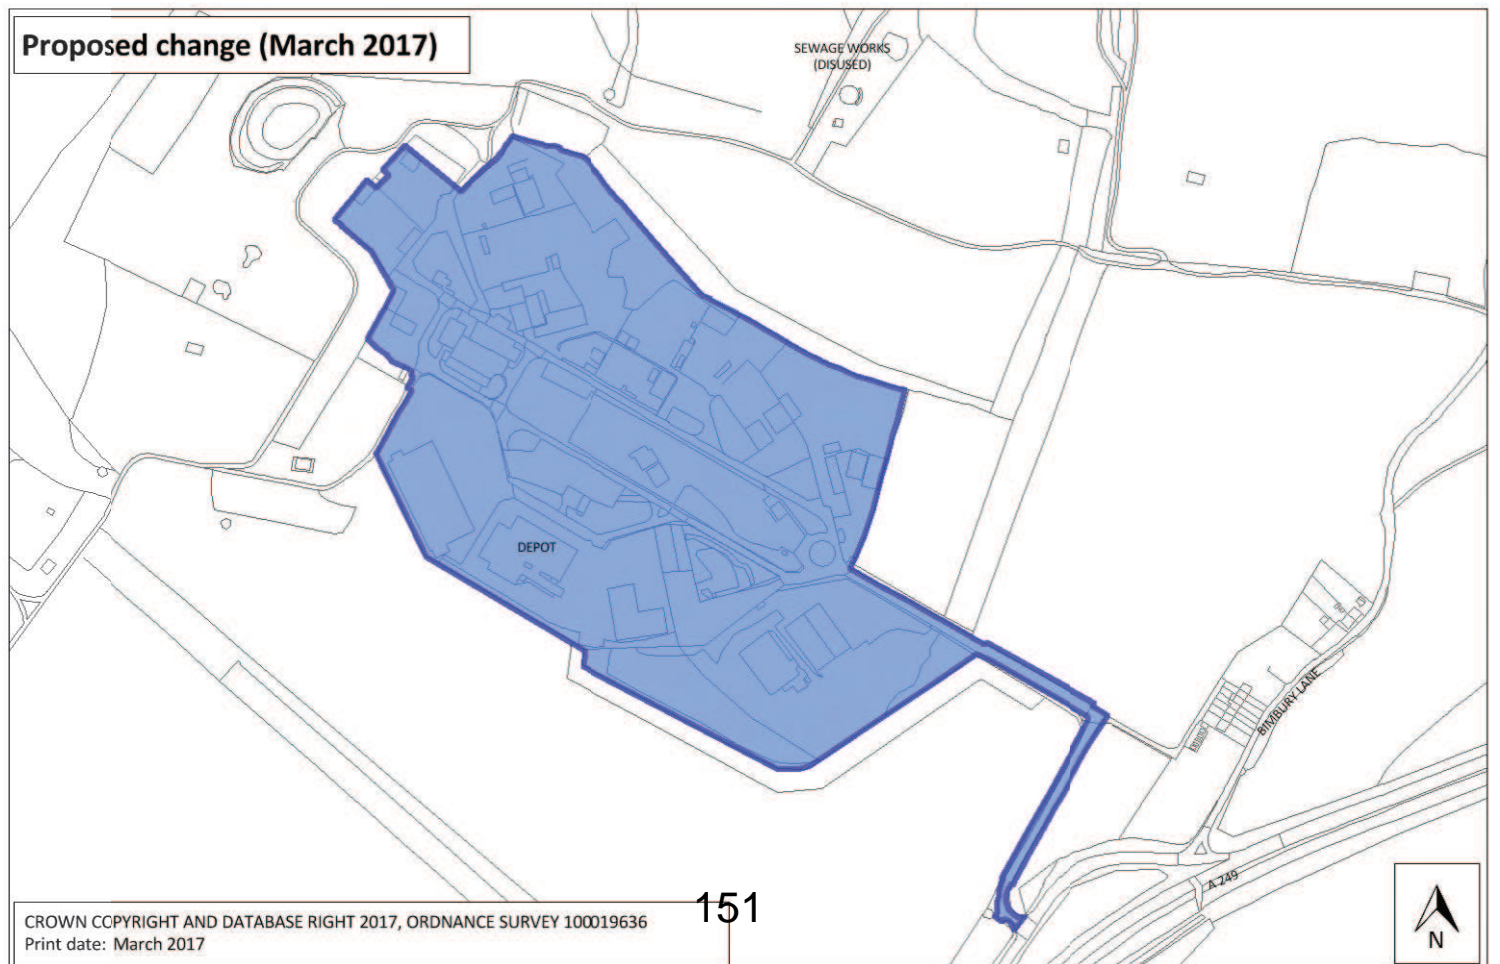 Proposed change (March 2017)
SEWAGE WORKS
(DISUSED)
DEPOT
BIMBURY LANE
A 249
151
CROWN COPYRIGHT AND DATABASE RIGHT 2017, ORDNANCE SURVEY 100019636
Print date: March 2017
N